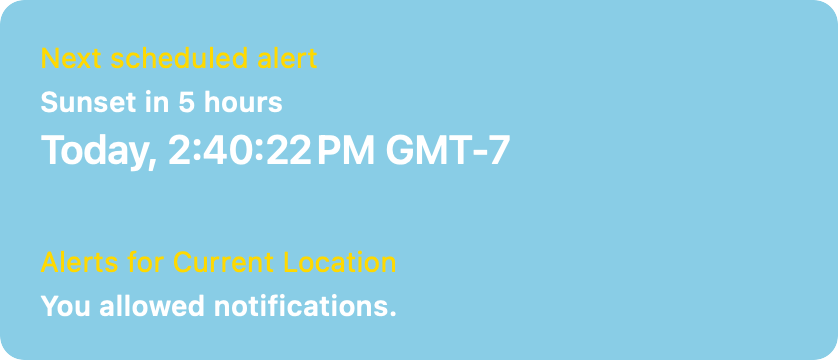 Next scheduled alert
Sunset in 5 hours
Today, 2:40:22 PM GMT-7
Alerts for Current Location
You allowed notifications.